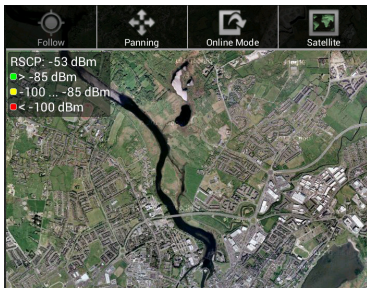 Follow
Panning
Online Mode
Satellite
RSCP: -53 dBm
> -85 dBm
-100 ... -85 dBm
< -100 dBm